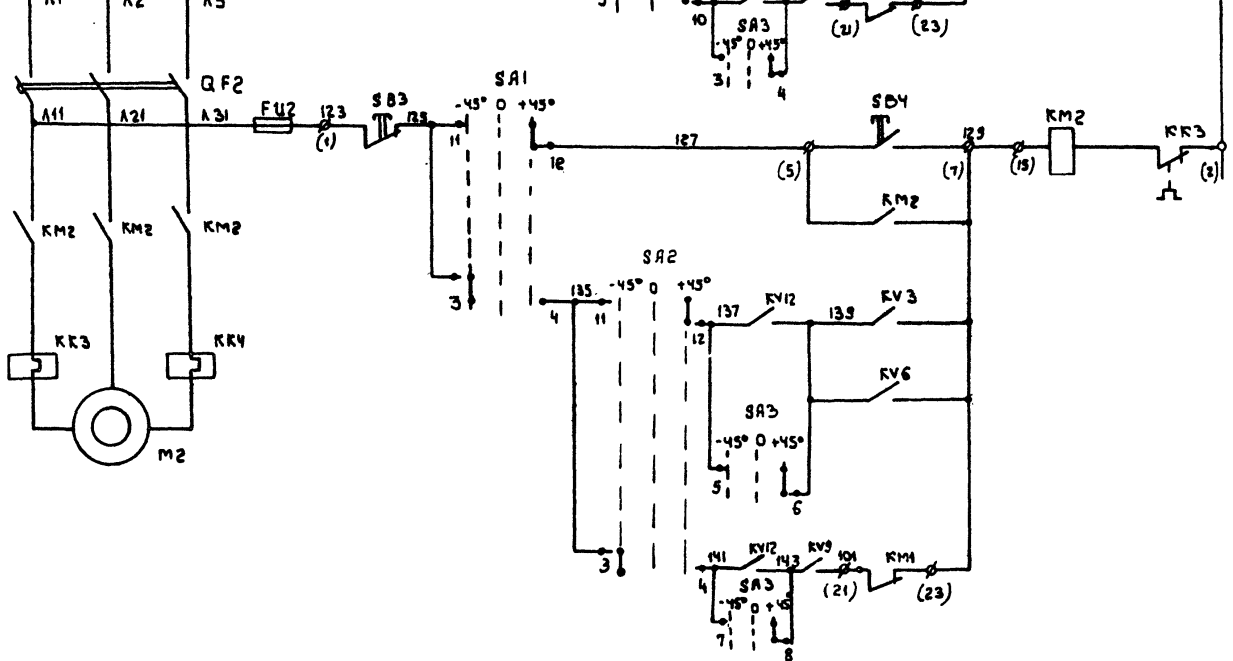 10
(21)
(23)
SA3
-45° 0 +45°
3
4
QF2
SA1
Л11
Л21
Л31
FU2
123
(1)
SB3
125
-45° 0 +45°
11
12
127
(5)
SB4
129
(7)
(15)
KM2
KK3
(2)
KM2
KM2
KM2
KM2
3
4
SA2
135
-45° 0 +45°
11
12
137
KV12
139
KV3
KK3
KK4
KV6
SA3
-45° 0 +45°
5
6
M2
3
4
141
KV12
143
KV9
101
(21)
KM1
(23)
SA3
-45° 0 +45°
7
8